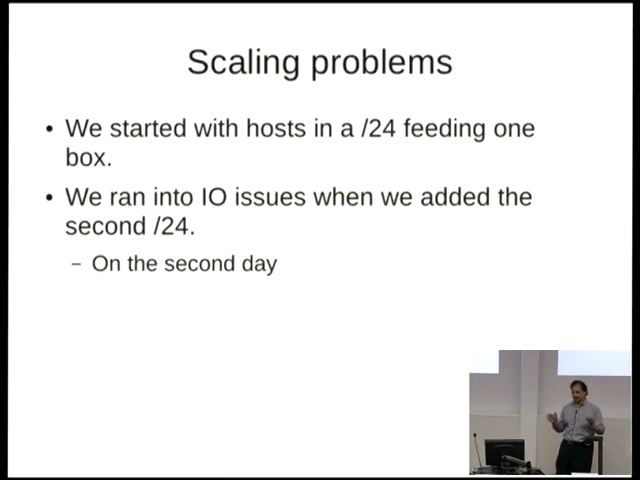 Scaling problems
• We started with hosts in a /24 feeding one
box.
• We ran into IO issues when we added the
second /24.
– On the second day